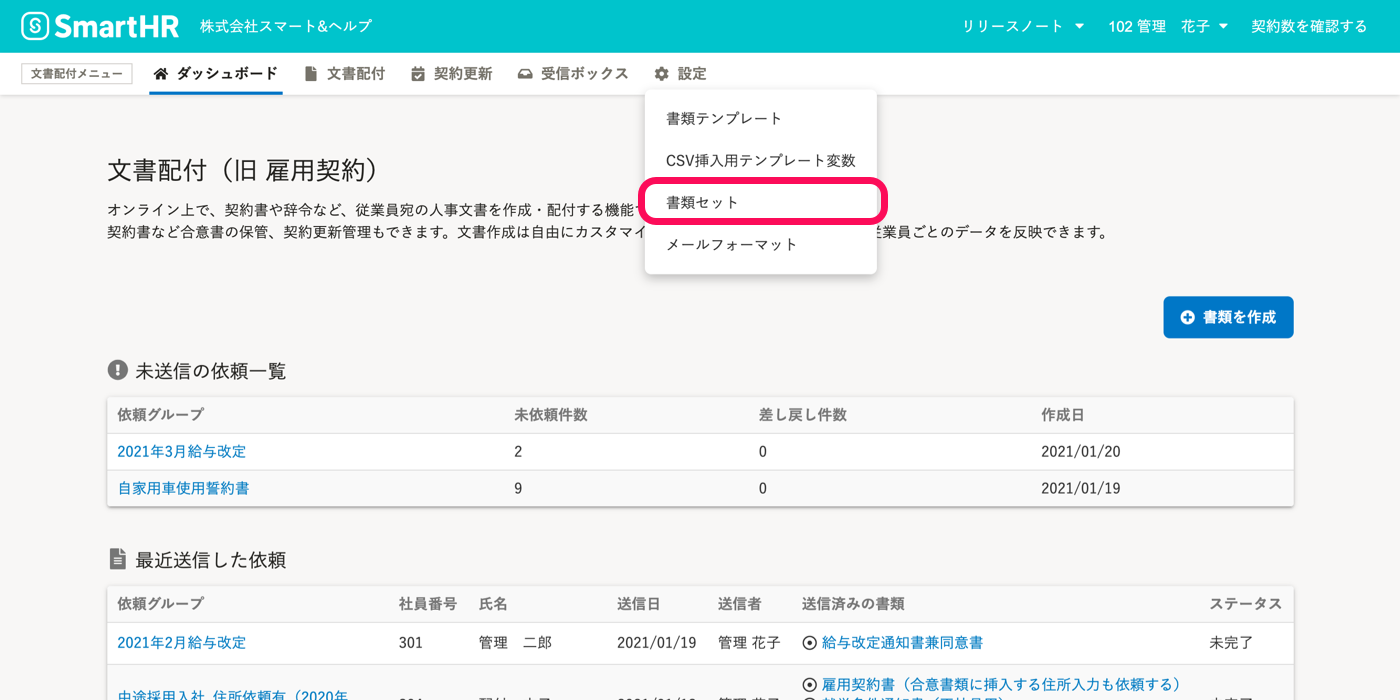 SmartHR 株式会社スマート&ヘルプ リリースノート 102 管理 花子 契約数を確認する
文書配付メニュー ダッシュボード 文書配付 契約更新 受信ボックス 設定
書類テンプレート
CSV挿入用テンプレート変数
書類セット
メールフォーマット
文書配付（旧 雇用契約）
オンライン上で、契約書や辞令など、従業員宛の人事文書を作成・配付する機能
契約書など合意書の保管、契約更新管理もできます。文書作成は自由にカスタマイ 業員ごとのデータを反映できます。
書類を作成
未送信の依頼一覧
依頼グループ 未依頼件数 差し戻し件数 作成日
2021年3月給与改定 2 0 2021/01/20
自家用車使用誓約書 9 0 2021/01/19
最近送信した依頼
依頼グループ 社員番号 氏名 送信日 送信者 送信済みの書類 ステータス
2021年2月給与改定 301 管理 二郎 2021/01/19 管理 花子 給与改定通知書兼同意書 未完了
中途採用入社_住所依頼有（2020年 雇用契約書（合意書類に挿入する住所入力も依頼する）